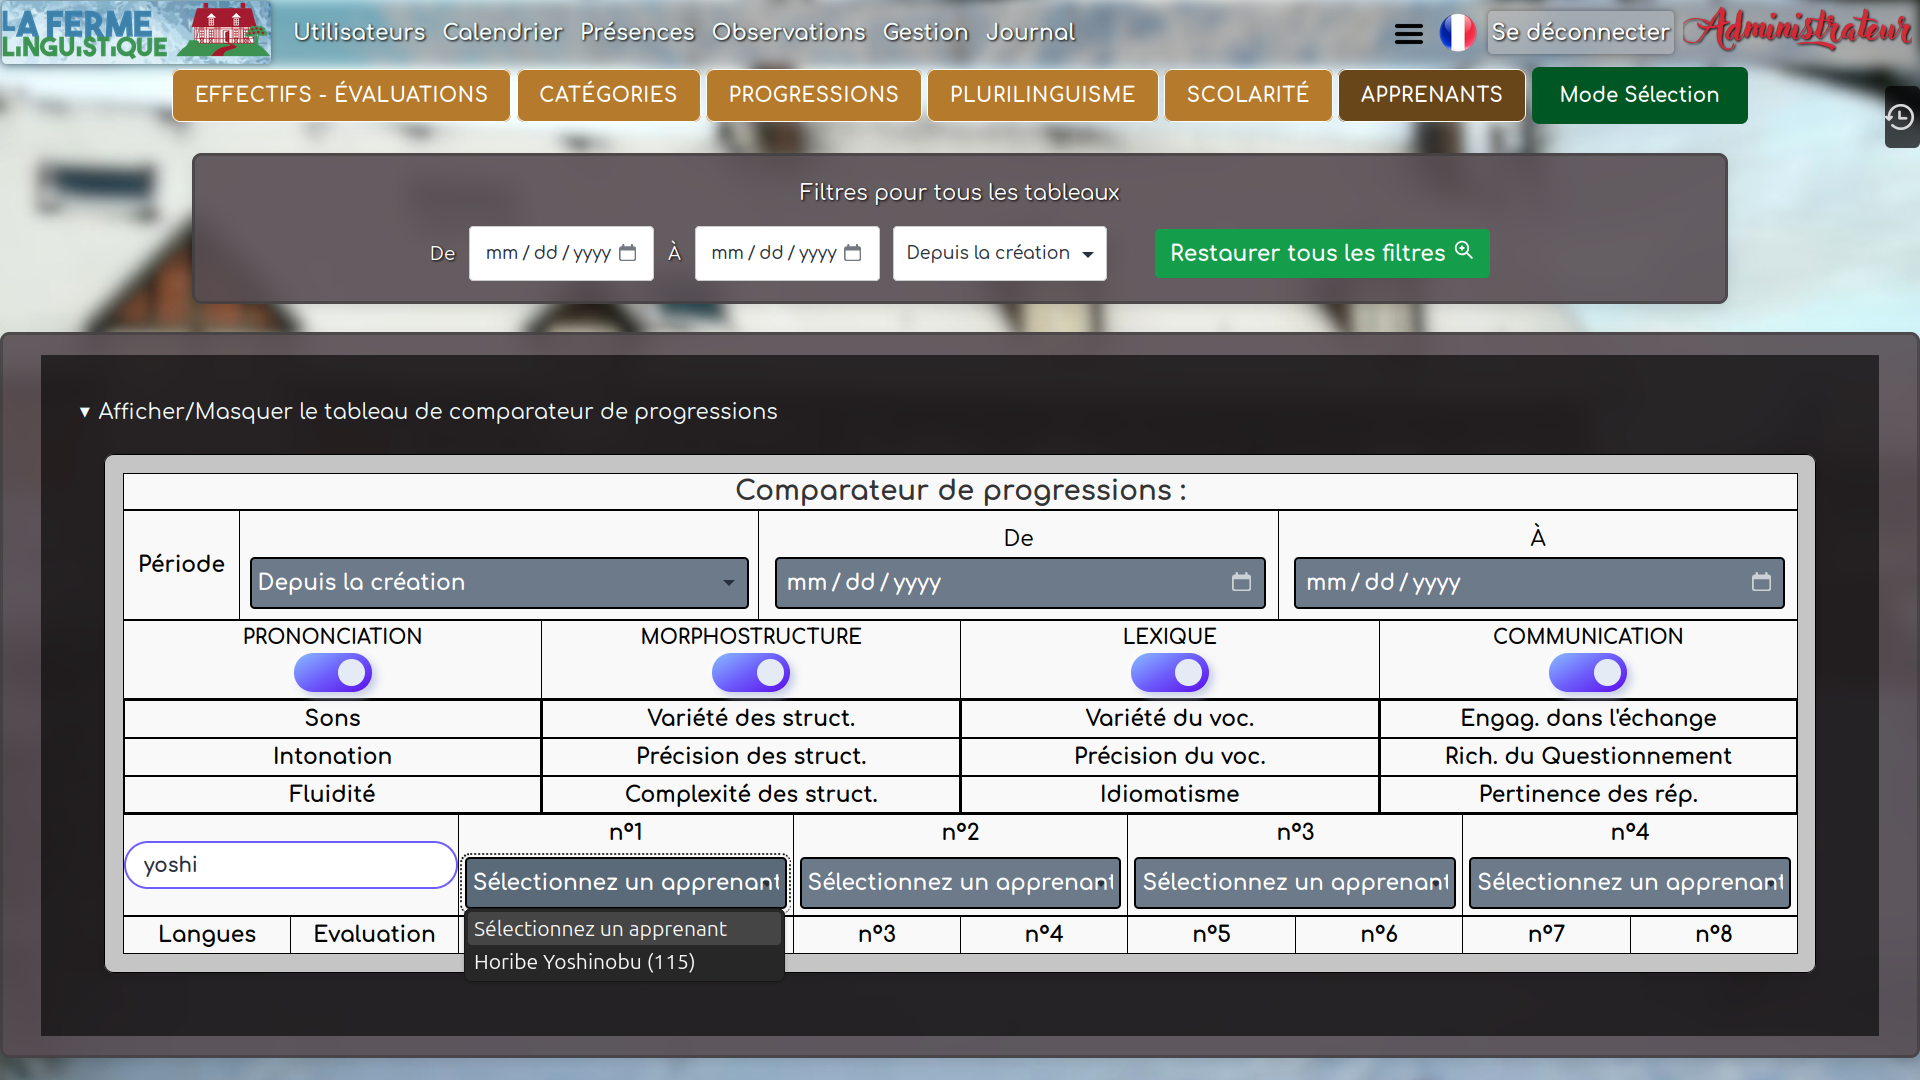 LA FERME
LiNGUiSTiQUE
Utilisateurs Calendrier Présences Observations Gestion Journal
Se déconnecter
Administrateur
EFFECTIFS - ÉVALUATIONS
CATÉGORIES
PROGRESSIONS
PLURILINGUISME
SCOLARITÉ
APPRENANTS
Mode Sélection
Filtres pour tous les tableaux
De mm/dd/yyyy À mm/dd/yyyy Depuis la création Restaurer tous les filtres
▼ Afficher/Masquer le tableau de comparateur de progressions
Comparateur de progressions :
Période
Depuis la création
De
mm/dd/yyyy
À
mm/dd/yyyy
PRONONCIATION MORPHOSTRUCTURE LEXIQUE COMMUNICATION
Sons Variété des struct. Variété du voc. Engag. dans l'échange
Intonation Précision des struct. Précision du voc. Rich. du Questionnement
Fluidité Complexité des struct. Idiomatisme Pertinence des rép.
n°1 n°2 n°3 n°4
yoshi
Sélectionnez un apprenant Sélectionnez un apprenant Sélectionnez un apprenant Sélectionnez un apprenant
Sélectionnez un apprenant
Horibe Yoshinobu (115)
Langues Evaluation n°3 n°4 n°5 n°6 n°7 n°8